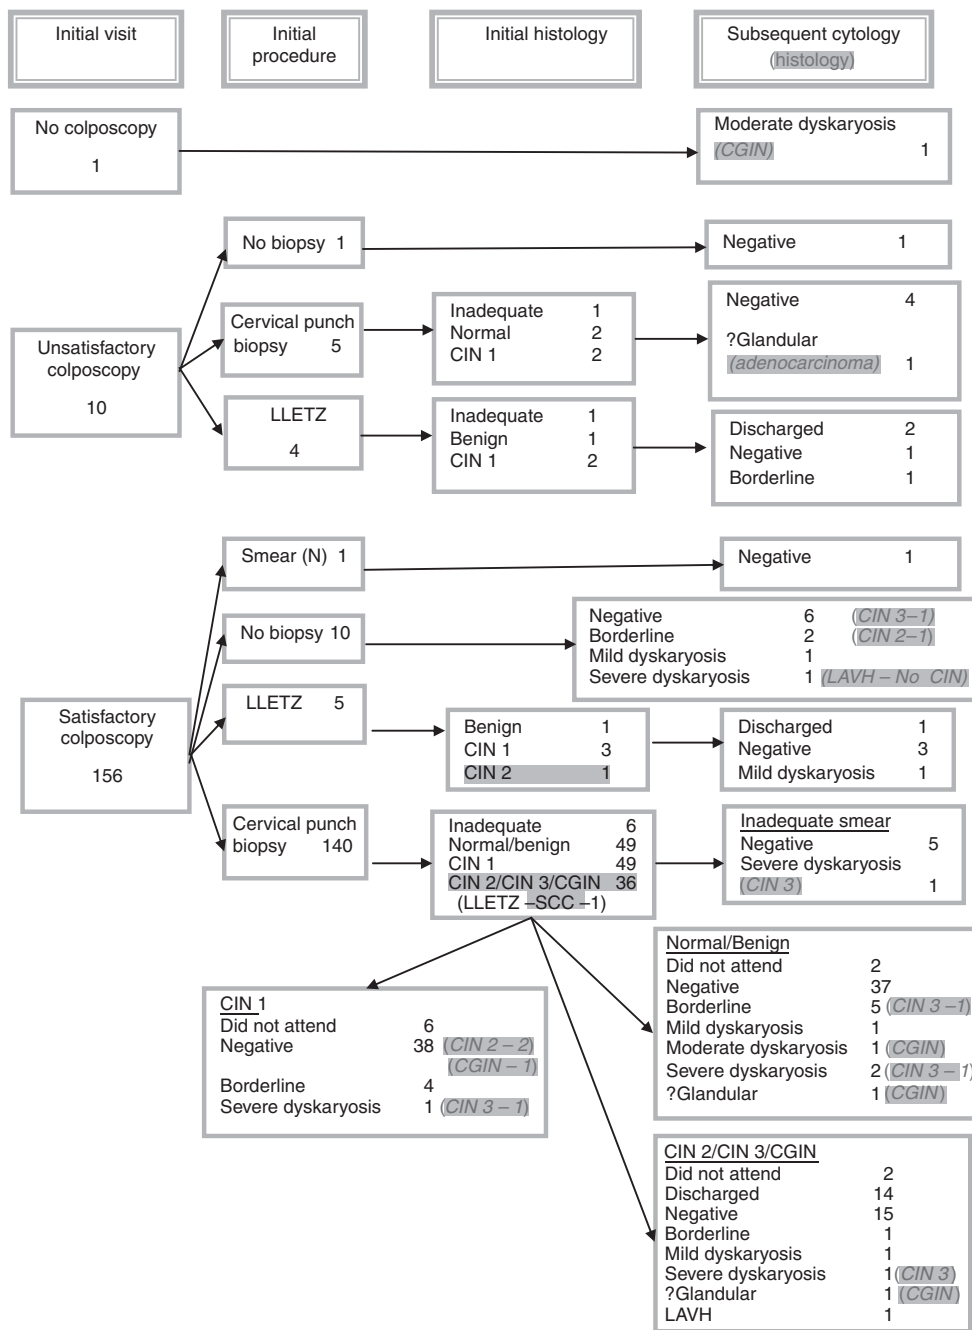 Initial visit
Initial
procedure
Initial histology
Subsequent cytology
(histology)
No colposcopy
1
Moderate dyskaryosis
(CGIN) 1
Unsatisfactory
colposcopy
10
No biopsy 1
Negative 1
Cervical punch
biopsy 5
Inadequate 1
Normal 2
CIN 1 2
Negative 4
?Glandular
(adenocarcinoma) 1
LLETZ
4
Inadequate 1
Benign 1
CIN 1 2
Discharged 2
Negative 1
Borderline 1
Satisfactory
colposcopy
156
Smear (N) 1
Negative 1
No biopsy 10
Negative 6 (CIN 3–1)
Borderline 2 (CIN 2–1)
Mild dyskaryosis 1
Severe dyskaryosis 1 (LAVH – No CIN)
LLETZ 5
Benign 1
CIN 1 3
CIN 2 1
Discharged 1
Negative 3
Mild dyskaryosis 1
Cervical punch
biopsy 140
Inadequate 6
Normal/benign 49
CIN 1 49
CIN 2/CIN 3/CGIN 36
(LLETZ –SCC –1)
Inadequate smear
Negative 5
Severe dyskaryosis
(CIN 3) 1
Normal/Benign
Did not attend 2
Negative 37
Borderline 5 (CIN 3 –1)
Mild dyskaryosis 1
Moderate dyskaryosis 1 (CGIN)
Severe dyskaryosis 2 (CIN 3 – 1)
?Glandular 1 (CGIN)
CIN 1
Did not attend 6
Negative 38 (CIN 2 – 2)
(CGIN – 1)
Borderline 4
Severe dyskaryosis 1 (CIN 3 – 1)
CIN 2/CIN 3/CGIN
Did not attend 2
Discharged 14
Negative 15
Borderline 1
Mild dyskaryosis 1
Severe dyskaryosis 1 (CIN 3)
?Glandular 1 (CGIN)
LAVH 1